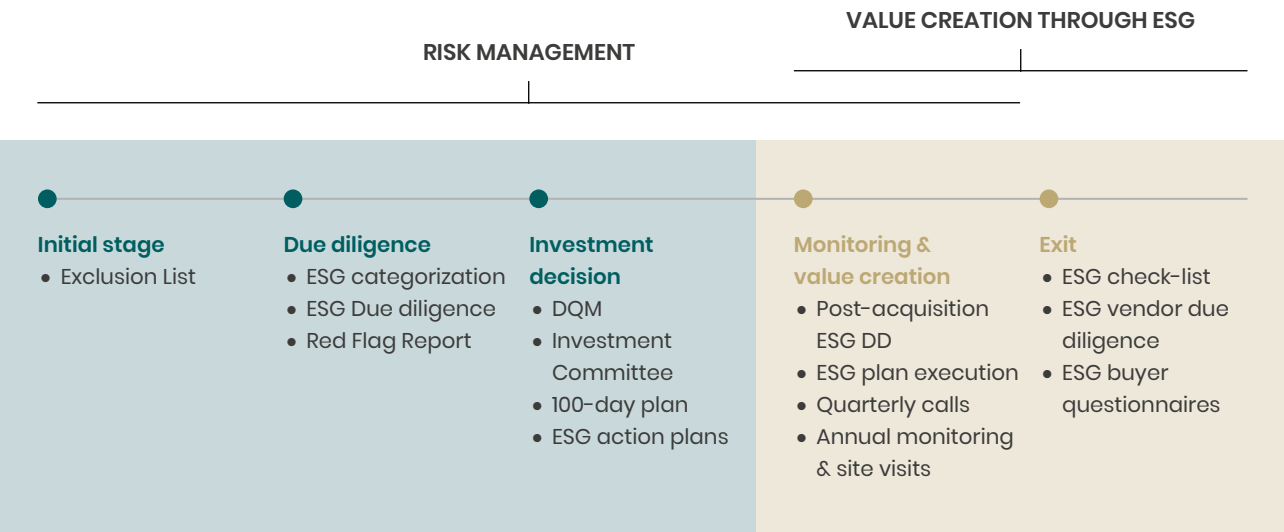 VALUE CREATION THROUGH ESG
RISK MANAGEMENT
Initial stage
• Exclusion List
Due diligence
• ESG categorization
• ESG Due diligence
• Red Flag Report
Investment
decision
• DQM
• Investment
Committee
• 100-day plan
• ESG action plans
Monitoring &
value creation
• Post-acquisition
ESG DD
• ESG plan execution
• Quarterly calls
• Annual monitoring
& site visits
Exit
• ESG check-list
• ESG vendor due
diligence
• ESG buyer
questionnaires